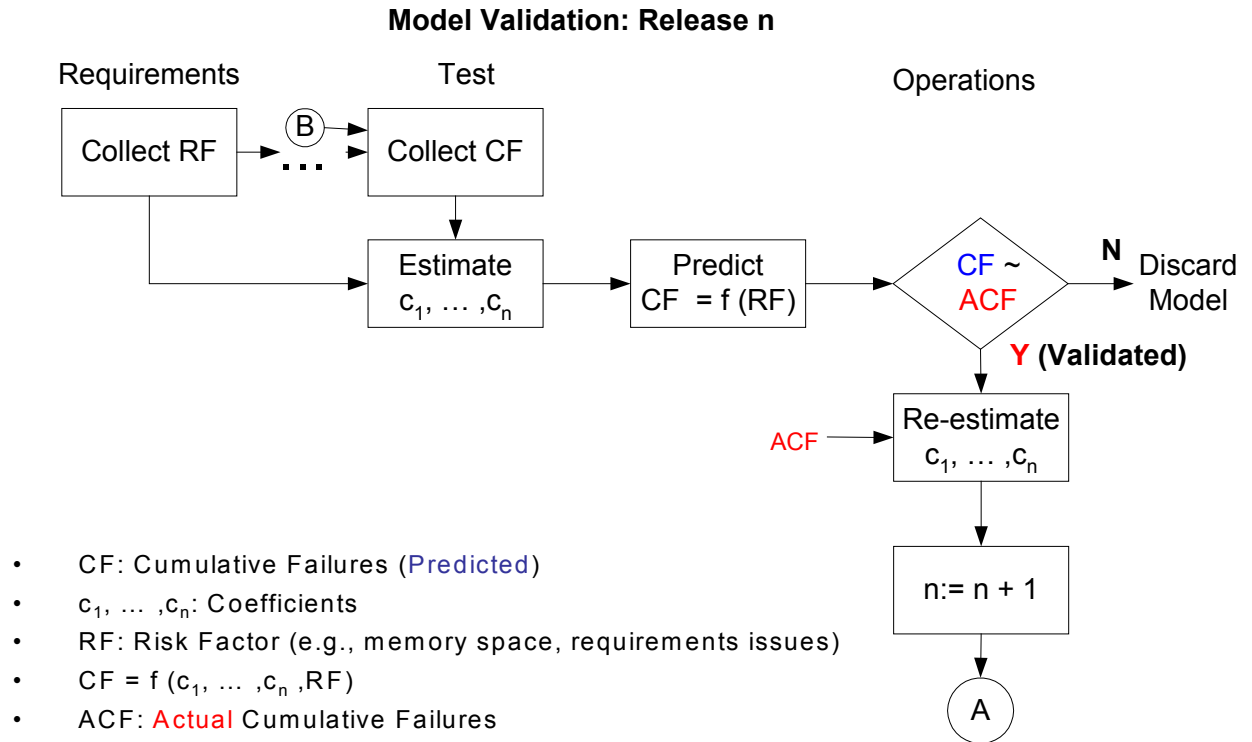 Model Validation: Release n
Requirements
Test
Operations
Collect RF
B
...
Collect CF
Estimate
c₁, … ,cₙ
Predict
CF = f (RF)
CF ~
ACF
N
Discard
Model
Y (Validated)
ACF
Re-estimate
c₁, … ,cₙ
n:= n + 1
A
• CF: Cumulative Failures (Predicted)
• c₁, … ,cₙ: Coefficients
• RF: Risk Factor (e.g., memory space, requirements issues)
• CF = f (c₁, … ,cₙ ,RF)
• ACF: Actual Cumulative Failures